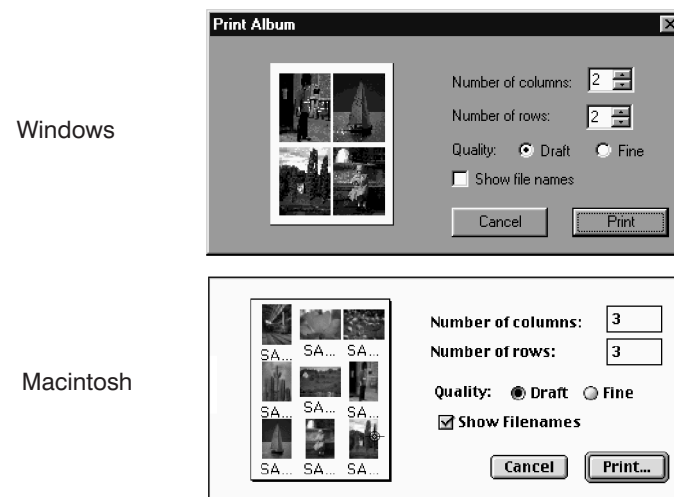 Print Album
Windows
Number of columns: 2
Number of rows: 2
Quality: Draft Fine
Show file names
Cancel Print
Macintosh
SA... SA... SA...
SA... SA... SA...
SA... SA... SA...
Number of columns: 3
Number of rows: 3
Quality: Draft Fine
Show Filenames
Cancel Print...